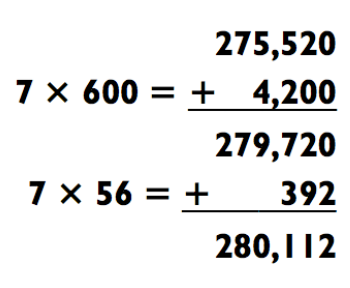 275,520
7 × 600 = + 4,200
279,720
7 × 56 = + 392
280,112